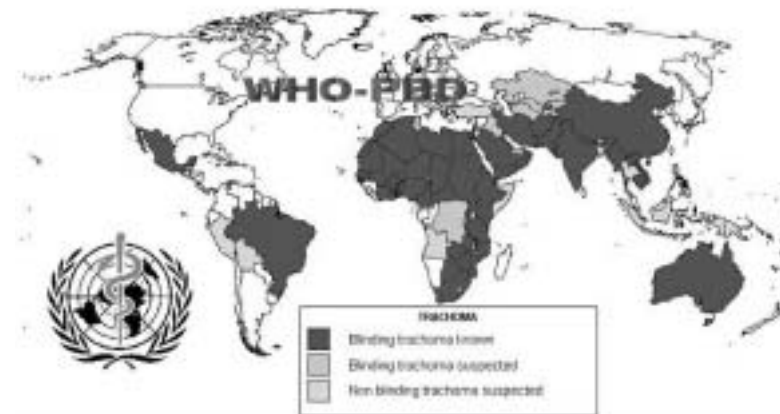 WHO-PBD
TRACHOMA
Blinding trachoma known
Blinding trachoma suspected
Non blinding trachoma suspected